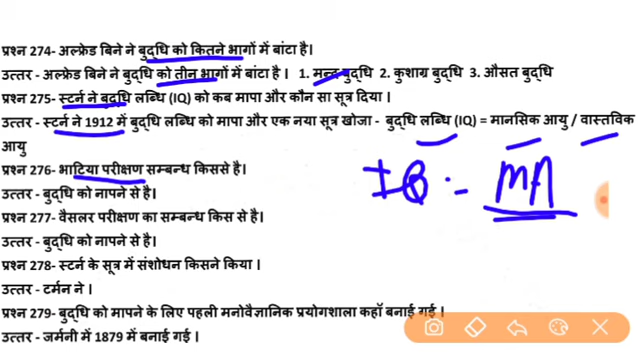 प्रश्न 274- अल्फ्रेड बिने ने बुद्धि को कितने भागों में बांटा है।
उत्तर - अल्फ्रेड बिने ने बुद्धि को तीन भागों में बांटा है। 1. मन्द बुद्धि 2. कुशाग्र बुद्धि 3. औसत बुद्धि
प्रश्न 275- स्टर्न ने बुद्धि लब्धि (IQ) को कब मापा और कौन सा सूत्र दिया ।
उत्तर - स्टर्न ने 1912 में बुद्धि लब्धि को मापा और एक नया सूत्र खोजा - बुद्धि लब्धि (IQ) = मानसिक आयु / वास्तविक
आयु
प्रश्न 276- भाटिया परीक्षण सम्बन्ध किससे है।
IQ = MA
उत्तर - बुद्धि को नापने से है।
प्रश्न 277- वैसलर परीक्षण का सम्बन्ध किस से है।
उत्तर - बुद्धि को नापने से है।
प्रश्न 278- स्टर्न के सूत्र में संशोधन किसने किया ।
उत्तर - टर्मन ने ।
प्रश्न 279- बुद्धि को मापने के लिए पहली मनोवैज्ञानिक प्रयोगशाला कहाॅ बनाई गई ।
उत्तर - जर्मनी में 1879 में बनाई गई ।